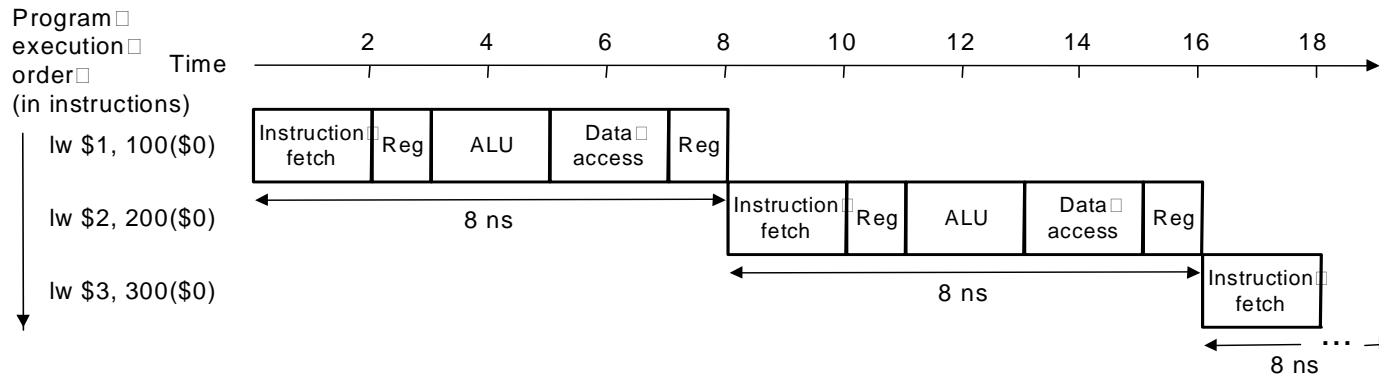 Program
execution
order
(in instructions)
Time
2 4 6 8 10 12 14 16 18
lw $1, 100($0)
Instruction
fetch
Reg
ALU
Data
access
Reg
8 ns
lw $2, 200($0)
Instruction
fetch
Reg
ALU
Data
access
Reg
8 ns
lw $3, 300($0)
Instruction
fetch
...
8 ns